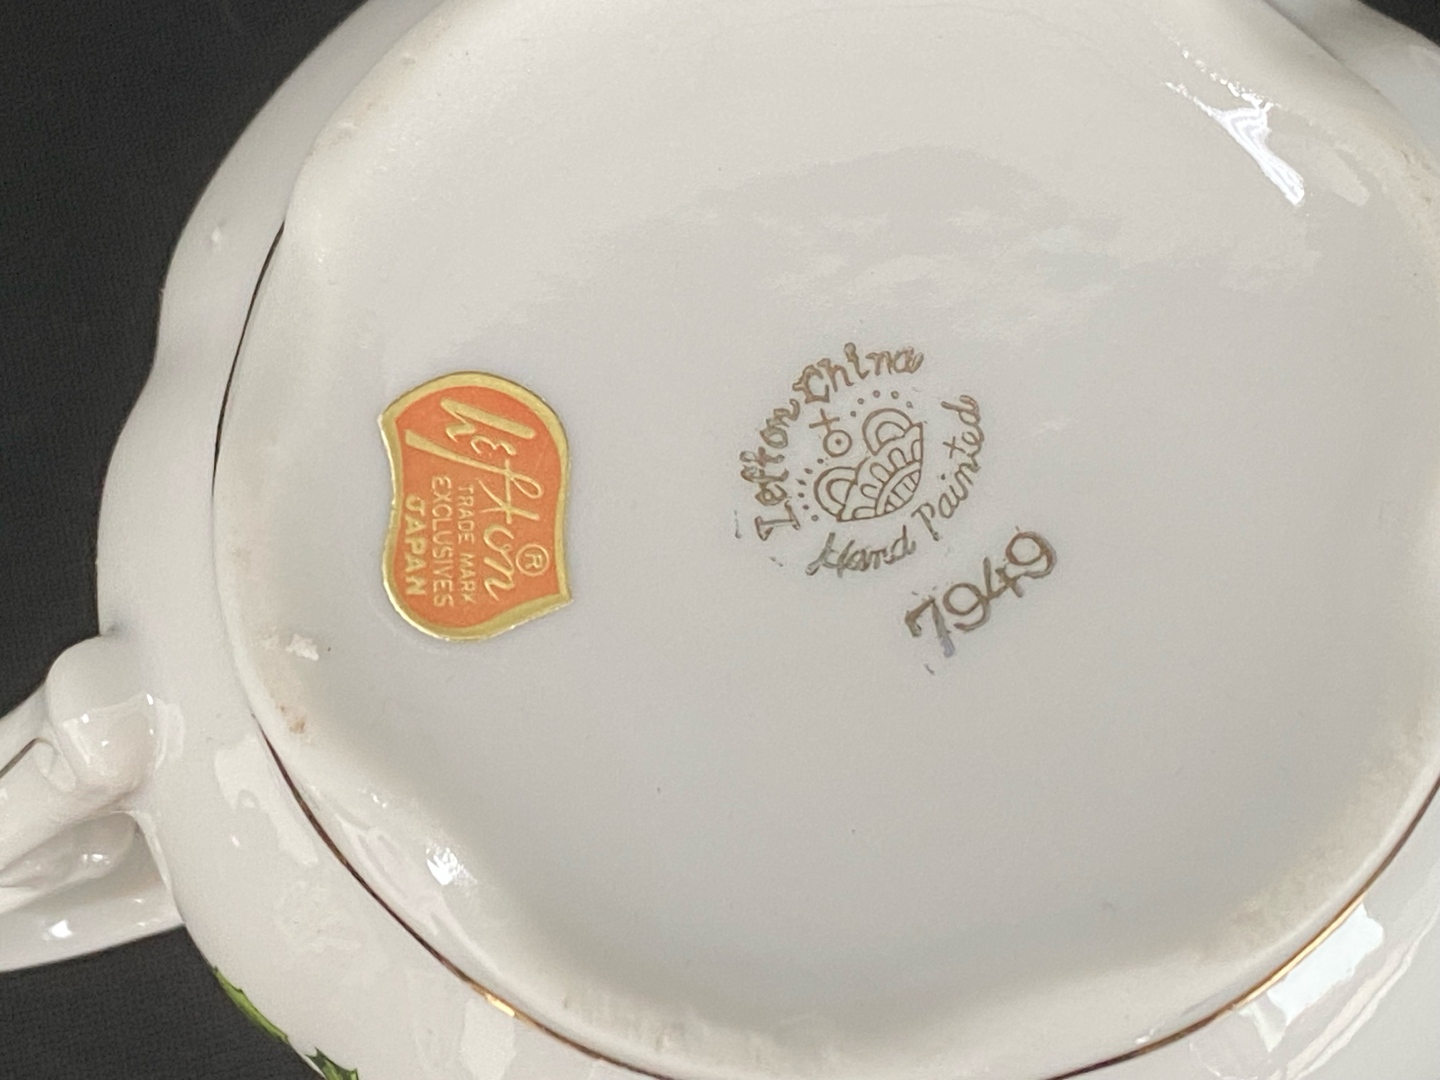 Lefton
®
TRADE MARK
EXCLUSIVES
JAPAN
Lefton China
Hand Painted
7949